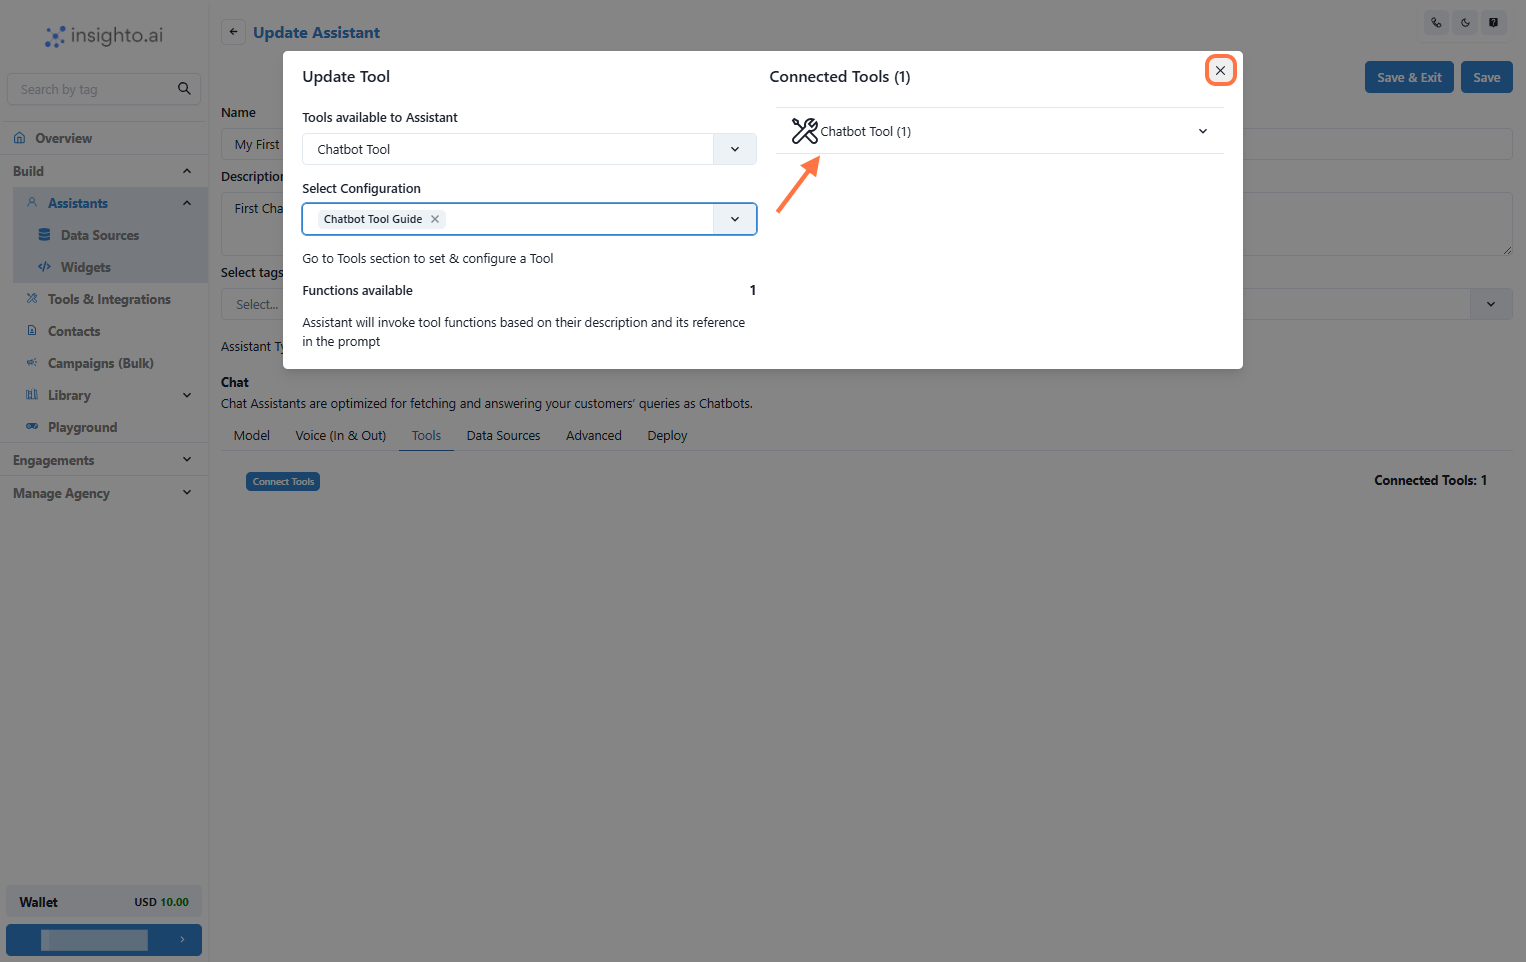 insighto.ai
Search by tag
Overview
Build
Assistants
Data Sources
Widgets
Tools & Integrations
Contacts
Campaigns (Bulk)
Library
Playground
Engagements
Manage Agency
Wallet USD 10.00
Update Assistant
Save & Exit Save
Name
My First
Description
First Cha
Select tags
Select...
Assistant Ty
Update Tool
Tools available to Assistant
Chatbot Tool
Select Configuration
Chatbot Tool Guide
Go to Tools section to set & configure a Tool
Functions available 1
Assistant will invoke tool functions based on their description and its reference
in the prompt
Connected Tools (1)
Chatbot Tool (1)
Chat
Chat Assistants are optimized for fetching and answering your customers' queries as Chatbots.
Model Voice (In & Out) Tools Data Sources Advanced Deploy
Connect Tools Connected Tools: 1